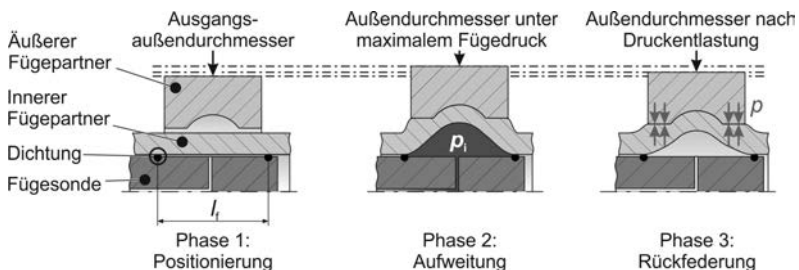 Ausgangs-
außendurchmesser
Außendurchmesser unter
maximalem Fügedruck
Außendurchmesser nach
Druckentlastung
Äußerer
Fügepartner
Innerer
Fügepartner
Dichtung
Fügesonde
lf
pi
p
Phase 1:
Positionierung
Phase 2:
Aufweitung
Phase 3:
Rückfederung